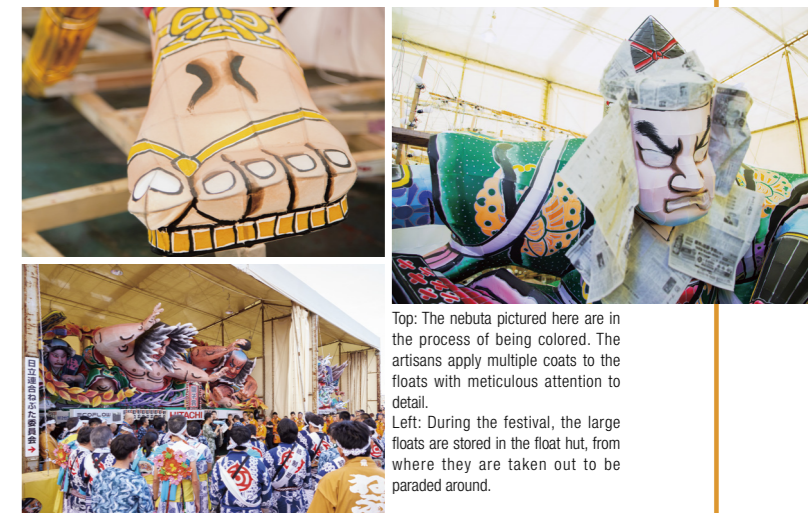 Top: The nebuta pictured here are in
the process of being colored. The
artisans apply multiple coats to the
floats with meticulous attention to
detail.
Left: During the festival, the large
floats are stored in the float hut, from
where they are taken out to be
paraded around.
日立連合ねぶた委員会
HITACHI